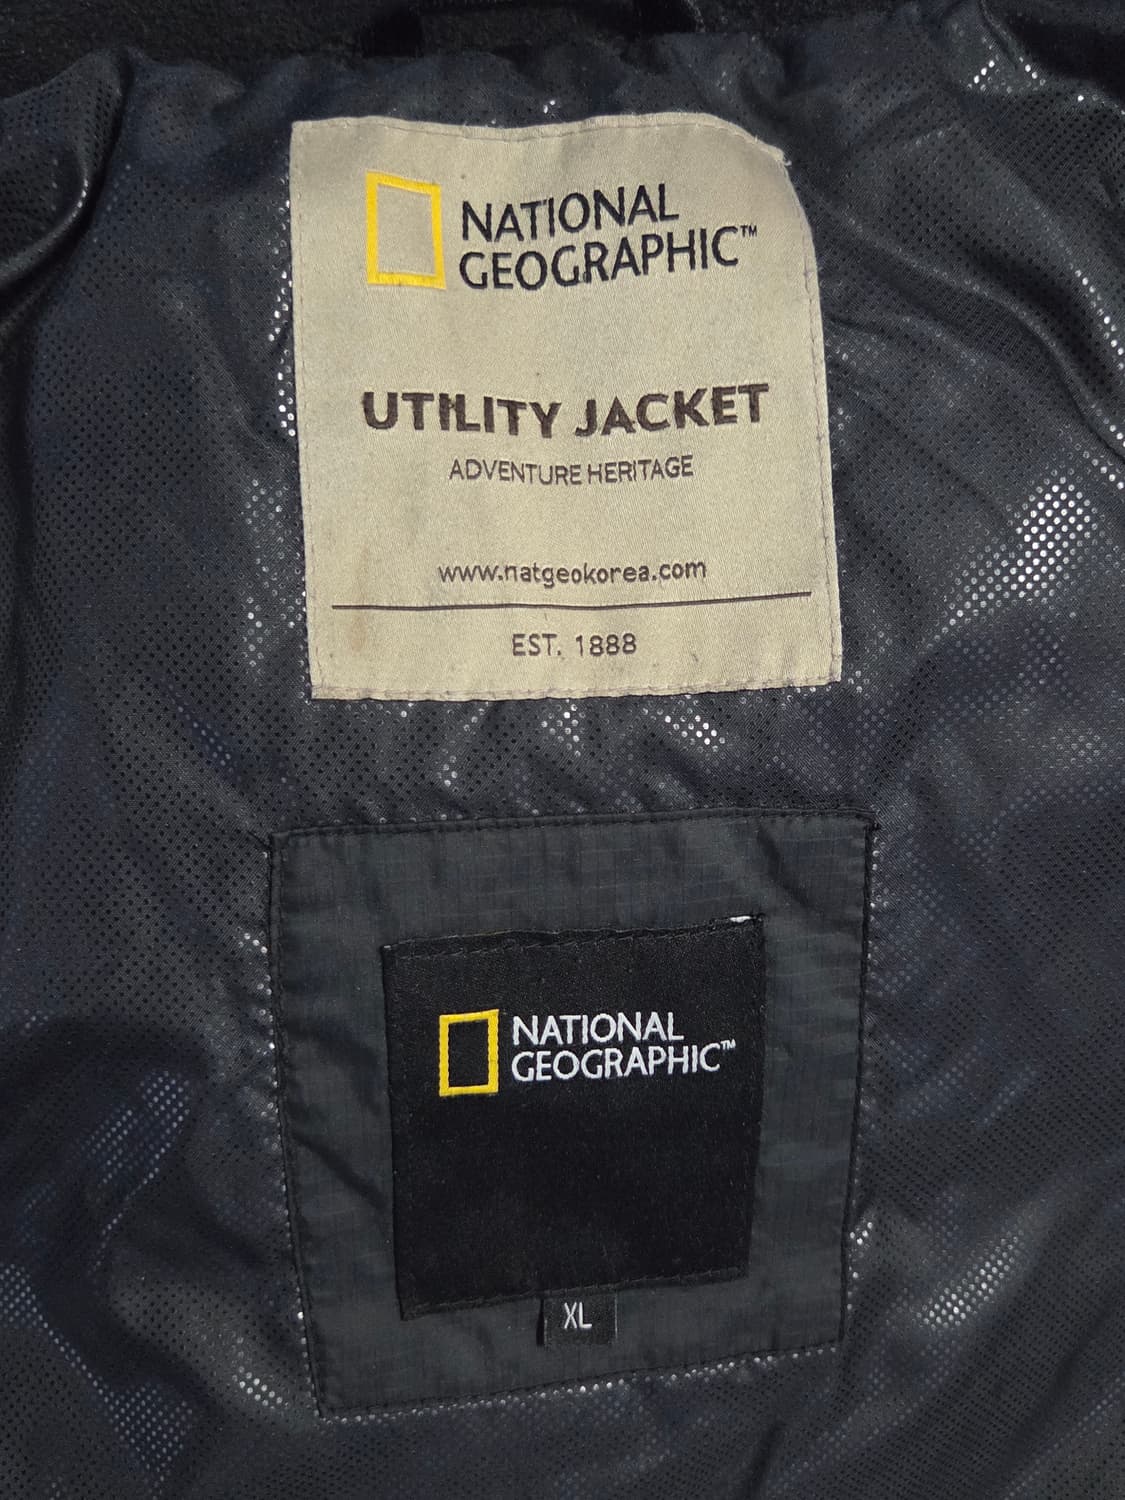 NATIONAL
GEOGRAPHIC™
UTILITY JACKET
ADVENTURE HERITAGE
www.natgeokorea.com
EST. 1888
NATIONAL
GEOGRAPHIC™
XL